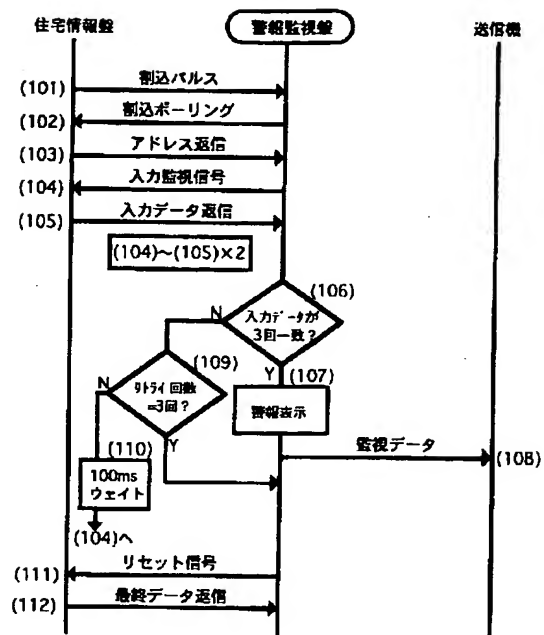 住宅情報盤
警報監視盤
送信機
(101) 割込パルス
(102) 割込ポーリング
(103) アドレス返信
(104) 入力監視信号
(105) 入力データ返信
(104)～(105)×2
(106)
入力データが
3回一致？
N
Y
(107)
警報表示
(109)
リトライ回数
=3回？
N
Y
監視データ
(108)
(110)
100ms
ウェイト
(104)へ
(111) リセット信号
(112) 最終データ返信